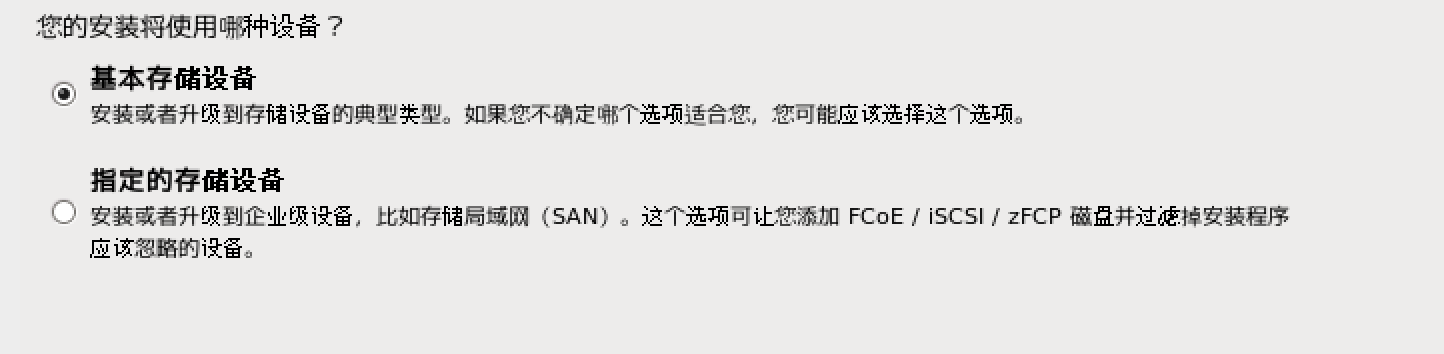 您的安装将使用哪种设备？
基本存储设备
安装或者升级到存储设备的典型类型。如果您不确定哪个选项适合您，您可能应该选择这个选项。
指定的存储设备
安装或者升级到企业级设备，比如存储局域网（SAN）。这个选项可让您添加 FCoE / iSCSI / zFCP 磁盘并过滤掉安装程序
应该忽略的设备。